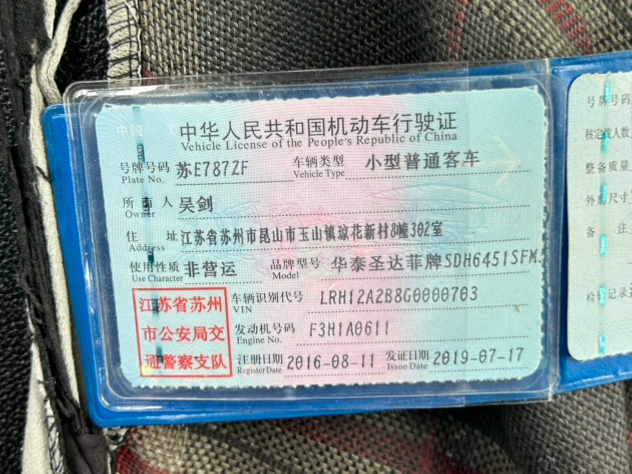 中华人民共和国机动车行驶证
Vehicle License of the People's Republic of China
号牌号码 苏E787ZF 车辆类型 小型普通客车
Plate No. Vehicle Type
所有人 吴剑
Owner
住址 江苏省苏州市昆山市玉山镇琼花新村8幢302室
Address
使用性质 非营运 品牌型号 华泰圣达菲牌SDH6451SFM
Use Character Model
江苏省苏州
市公安局交
通警察支队
车辆识别代号 LRH12A2B8G0000703
VIN
发动机号码 F3H1A0611
Engine No.
注册日期 2016-08-11 发证日期 2019-07-17
Register Date Issue Date
号牌号码
核定载人数
整备质量
外廓尺寸
备注
检验记录